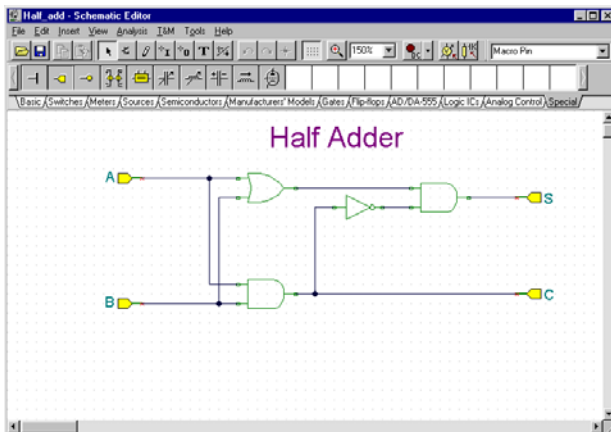 Half_add - Schematic Editor
File Edit Insert View Analysis T&M Tools Help
T 150% DC Macro Pin
Basic Switches Meters Sources Semiconductors Manufacturers' Models Gates Flip-flops AD/DA-555 Logic ICs Analog Control Special
Half Adder
A
S
B
C